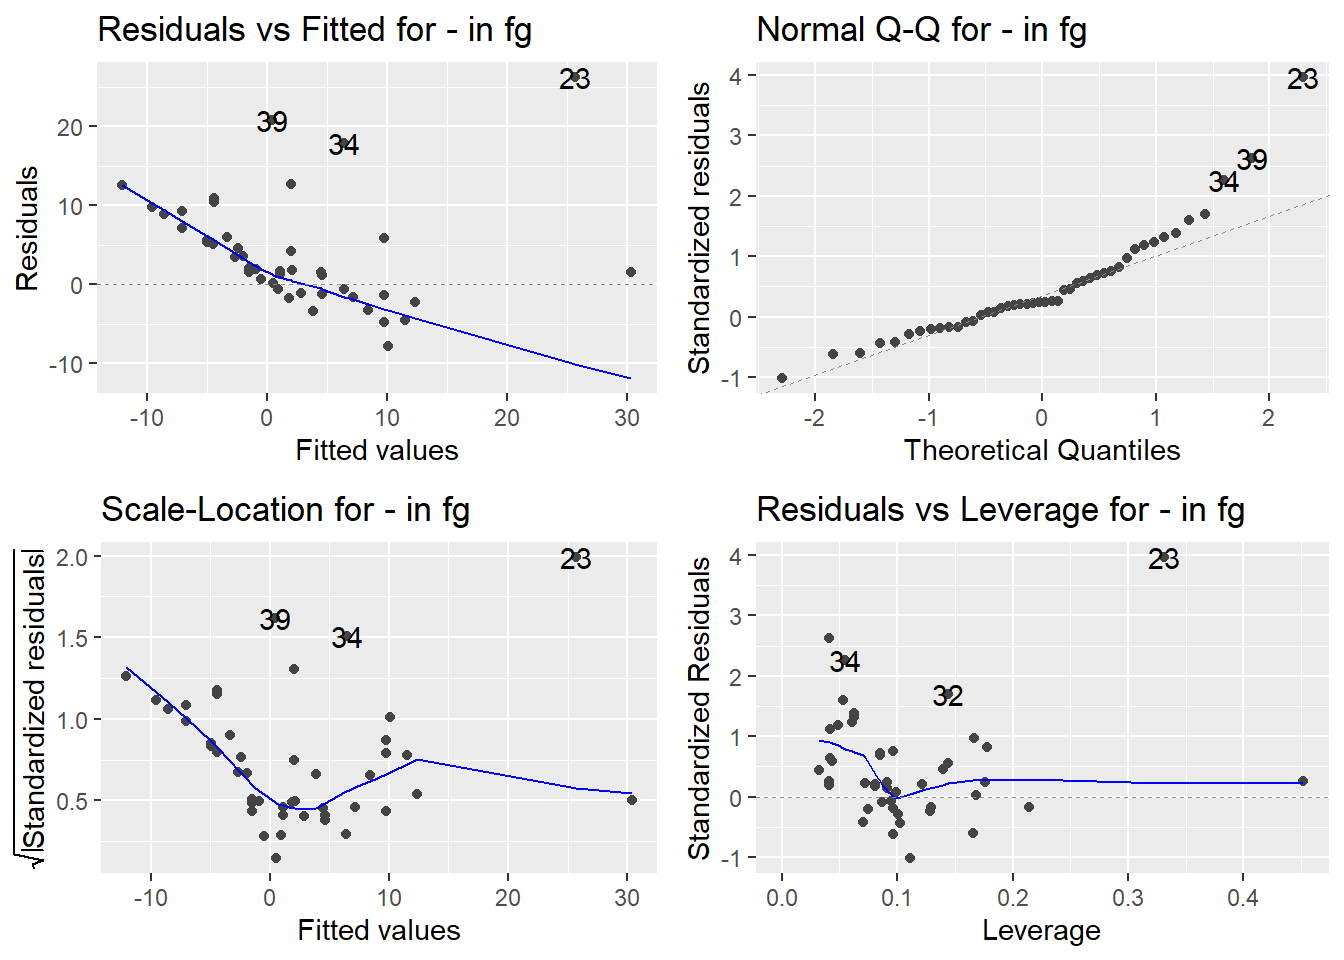 Residuals vs Fitted for - in fg
23
39
34
20
10
0
-10
Residuals
-10 0 10 20 30
Fitted values
Normal Q-Q for - in fg
23
39
34
4
3
2
1
0
-1
Standardized residuals
-2 -1 0 1 2
Theoretical Quantiles
Scale-Location for - in fg
23
39
34
2.0
1.5
1.0
0.5
√|Standardized residuals|
-10 0 10 20 30
Fitted values
Residuals vs Leverage for - in fg
23
34
32
4
3
2
1
0
-1
Standardized Residuals
0.0 0.1 0.2 0.3 0.4
Leverage